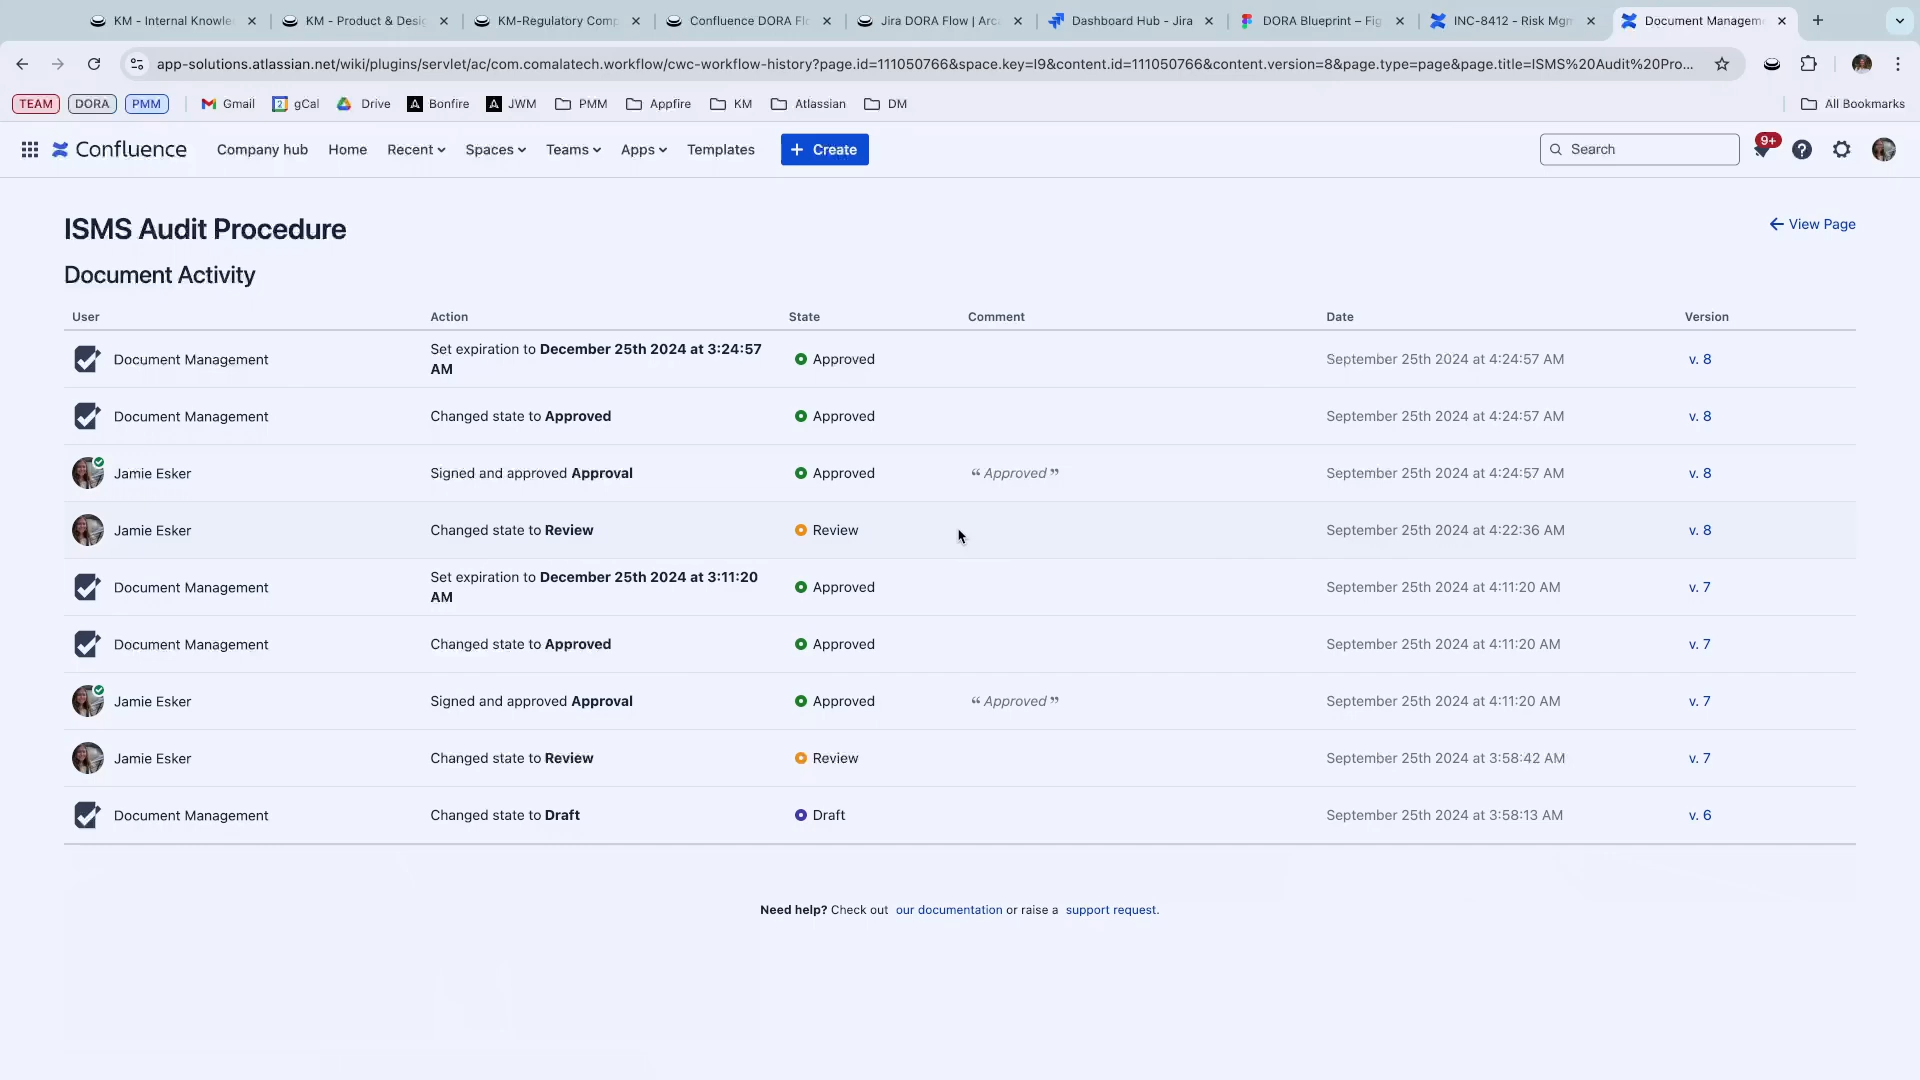 KM - Internal Knowle
KM - Product & Desig
KM-Regulatory Comp
Confluence DORA Flo
Jira DORA Flow | Arc
Dashboard Hub - Jira
DORA Blueprint – Fig
INC-8412 - Risk Mgm
Document Managem
app-solutions.atlassian.net/wiki/plugins/servlet/ac/com.comalatech.workflow/cwc-workflow-history?page.id=111050766&space.key=I9&content.id=111050766&content.version=8&page.type=page&page.title=ISMS%20Audit%20Pro...
TEAM DORA PMM Gmail gCal Drive Bonfire JWM PMM Appfire KM Atlassian DM All Bookmarks
Confluence Company hub Home Recent Spaces Teams Apps Templates + Create Search 9+
ISMS Audit Procedure
← View Page
Document Activity
User Action State Comment Date Version
Document Management Set expiration to December 25th 2024 at 3:24:57 AM Approved September 25th 2024 at 4:24:57 AM v. 8
Document Management Changed state to Approved Approved September 25th 2024 at 4:24:57 AM v. 8
Jamie Esker Signed and approved Approval Approved “ Approved ” September 25th 2024 at 4:24:57 AM v. 8
Jamie Esker Changed state to Review Review September 25th 2024 at 4:22:36 AM v. 8
Document Management Set expiration to December 25th 2024 at 3:11:20 AM Approved September 25th 2024 at 4:11:20 AM v. 7
Document Management Changed state to Approved Approved September 25th 2024 at 4:11:20 AM v. 7
Jamie Esker Signed and approved Approval Approved “ Approved ” September 25th 2024 at 4:11:20 AM v. 7
Jamie Esker Changed state to Review Review September 25th 2024 at 3:58:42 AM v. 7
Document Management Changed state to Draft Draft September 25th 2024 at 3:58:13 AM v. 6
Need help? Check out our documentation or raise a support request.